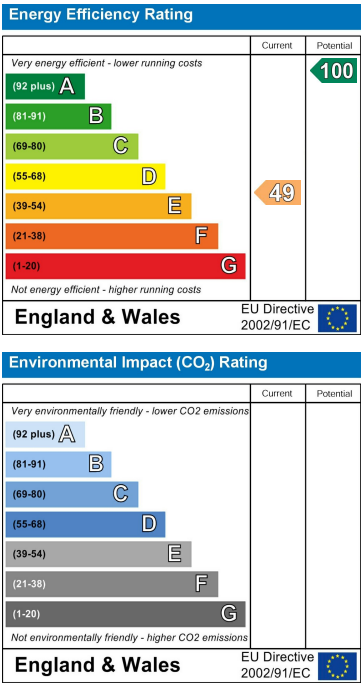 Energy Efficiency Rating
Current Potential
Very energy efficient - lower running costs
(92 plus) A
100
(81-91) B
(69-80) C
(55-68) D
(39-54) E
49
(21-38) F
(1-20) G
Not energy efficient - higher running costs
England & Wales
EU Directive
2002/91/EC
Environmental Impact (CO₂) Rating
Current Potential
Very environmentally friendly - lower CO2 emissions
(92 plus) A
(81-91) B
(69-80) C
(55-68) D
(39-54) E
(21-38) F
(1-20) G
Not environmentally friendly - higher CO2 emissions
England & Wales
EU Directive
2002/91/EC